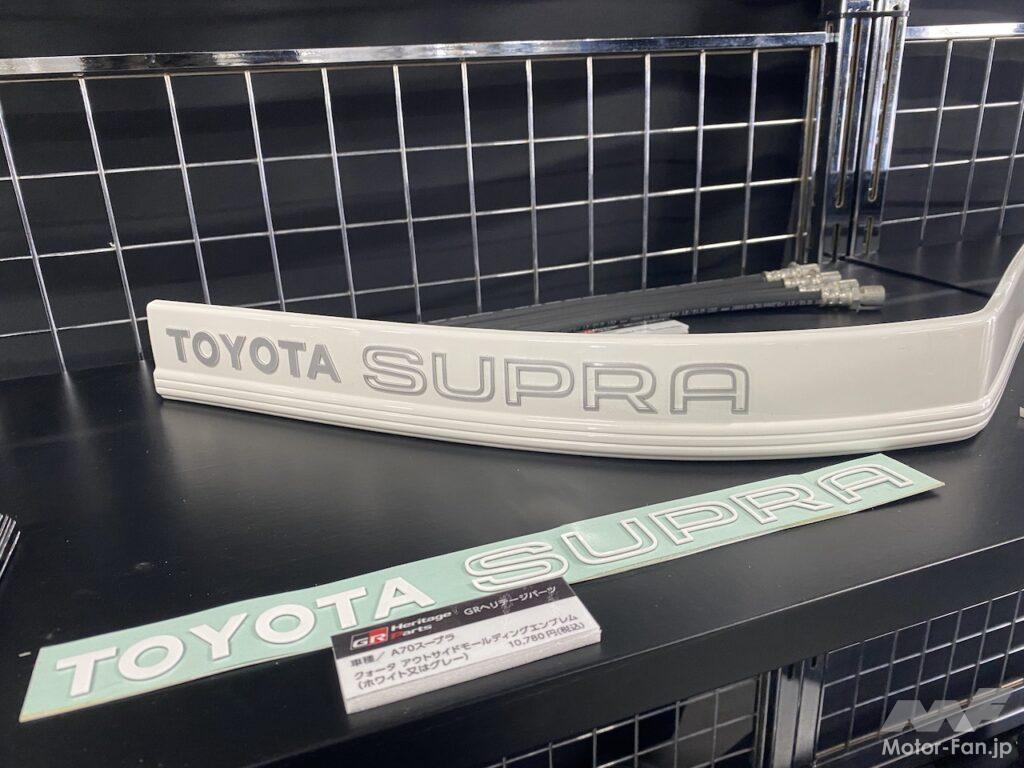 TOYOTA SUPRA
TOYOTA SUPRA
GR Heritage Parts GRヘリテージパーツ
車種/ A70スープラ
クォータ アウトサイドモールディングエンブレム
(ホワイト又はグレー) 10,780円(税込)
MF
Motor-Fan.jp